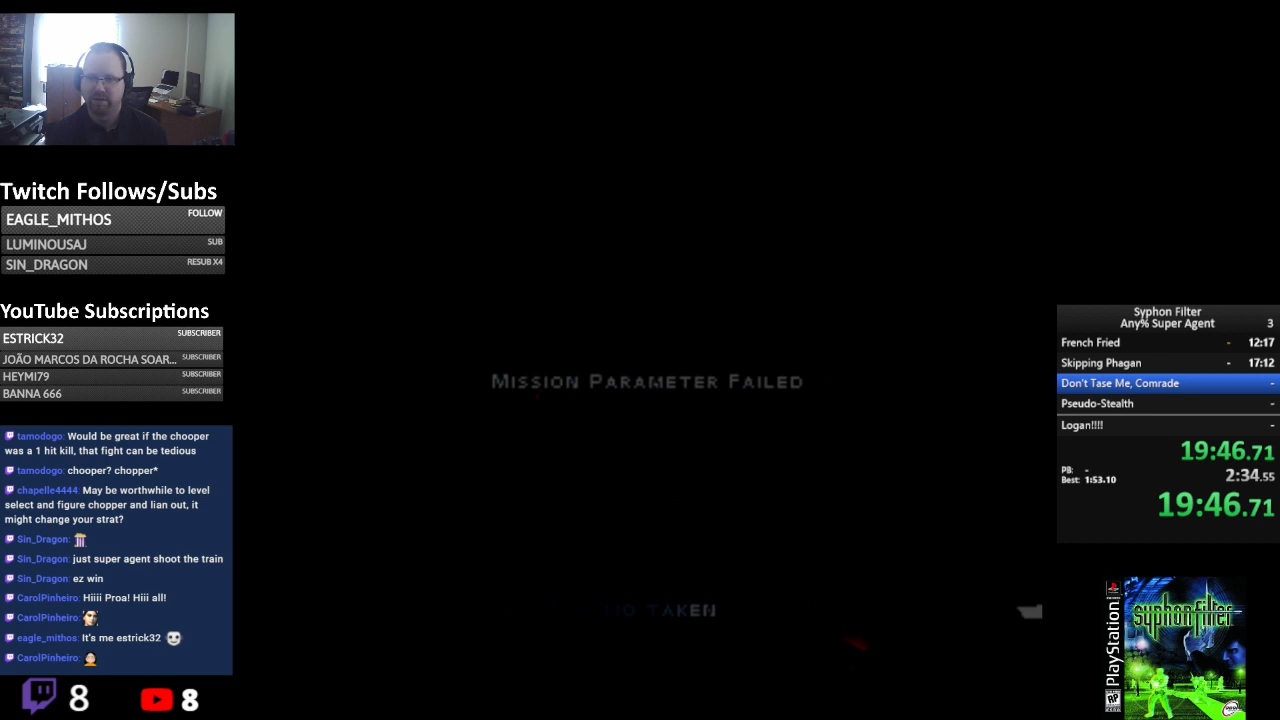 Twitch Follows/Subs
EAGLE_MITHOS FOLLOW
LUMINOUSAJ SUB
SIN_DRAGON RESUB X4
YouTube Subscriptions
ESTRICK32 SUBSCRIBER
JOÃO MARCOS DA ROCHA SOAR... SUBSCRIBER
HEYMI79 SUBSCRIBER
BANNA 666 SUBSCRIBER
tamodogo: Would be great if the chooper
was a 1 hit kill, that fight can be tedious
tamodogo: chooper? chopper*
chapelle4444: May be worthwhile to level
select and figure chopper and lian out, it
might change your strat?
Sin_Dragon:
Sin_Dragon: just super agent shoot the train
Sin_Dragon: ez win
CarolPinheiro: Hiiii Proa! Hiii all!
CarolPinheiro:
eagle_mithos: It's me estrick32
CarolPinheiro:
8 8
MISSION PARAMETER FAILED
TAKEN
Syphon Filter
Any% Super Agent 3
French Fried - 12:17
Skipping Phagan - 17:12
Don't Tase Me, Comrade -
Pseudo-Stealth -
Logan!!!! -
19:46.71
PB: - 2:34.55
Best: 1:53.10
19:46.71
PlayStation
syphon filter